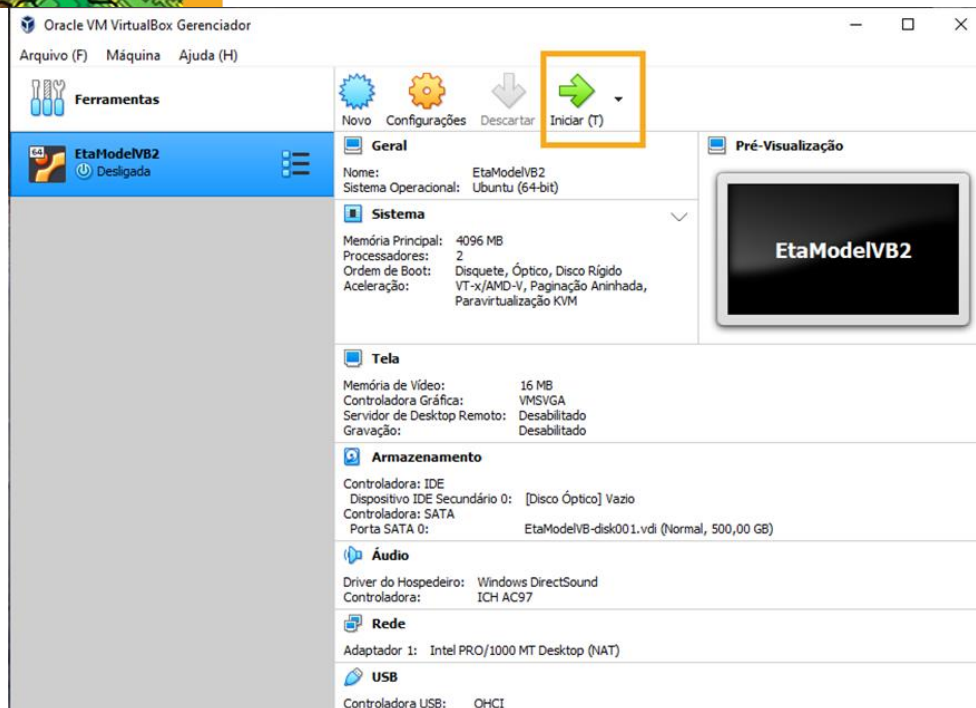 Oracle VM VirtualBox Gerenciador
Arquivo (F) Máquina Ajuda (H)
Ferramentas
Novo Configurações Descartar Iniciar (T)
64
EtaModelVB2
Desligada
Geral
Nome: EtaModelVB2
Sistema Operacional: Ubuntu (64-bit)
Sistema
Memória Principal: 4096 MB
Processadores: 2
Ordem de Boot: Disquete, Óptico, Disco Rígido
Aceleração: VT-x/AMD-V, Paginação Aninhada,
Paravirtualização KVM
Pré-Visualização
EtaModelVB2
Tela
Memória de Vídeo: 16 MB
Controladora Gráfica: VMSVGA
Servidor de Desktop Remoto: Desabilitado
Gravação: Desabilitado
Armazenamento
Controladora: IDE
Dispositivo IDE Secundário 0: [Disco Óptico] Vazio
Controladora: SATA
Porta SATA 0: EtaModelVB-disk001.vdi (Normal, 500,00 GB)
Áudio
Driver do Hospedeiro: Windows DirectSound
Controladora: ICH AC97
Rede
Adaptador 1: Intel PRO/1000 MT Desktop (NAT)
USB
Controladora USB: OHCI